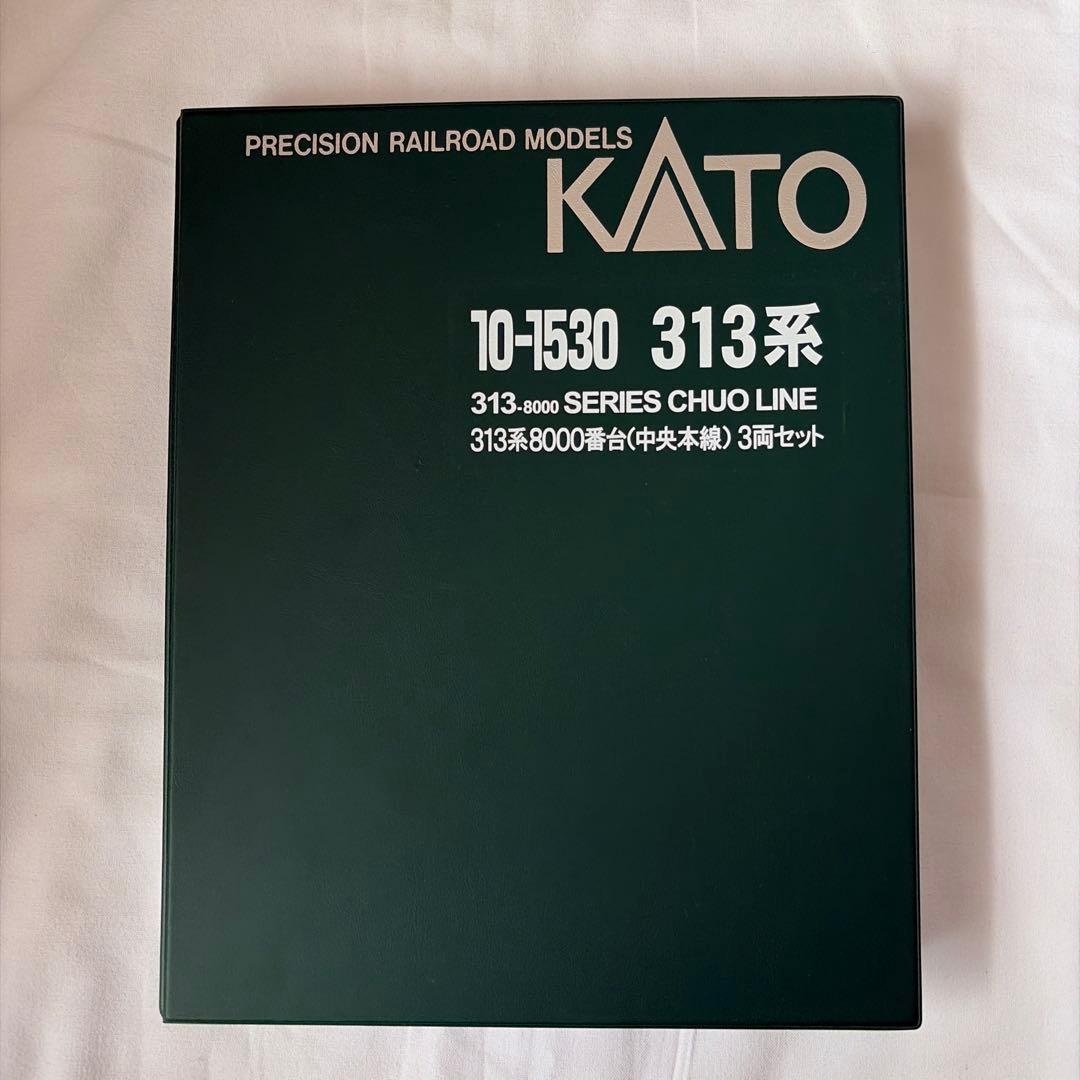 PRECISION RAILROAD MODELS
KATO
10-1530 313系
313-8000 SERIES CHUO LINE
313系8000番台(中央本線) 3両セット